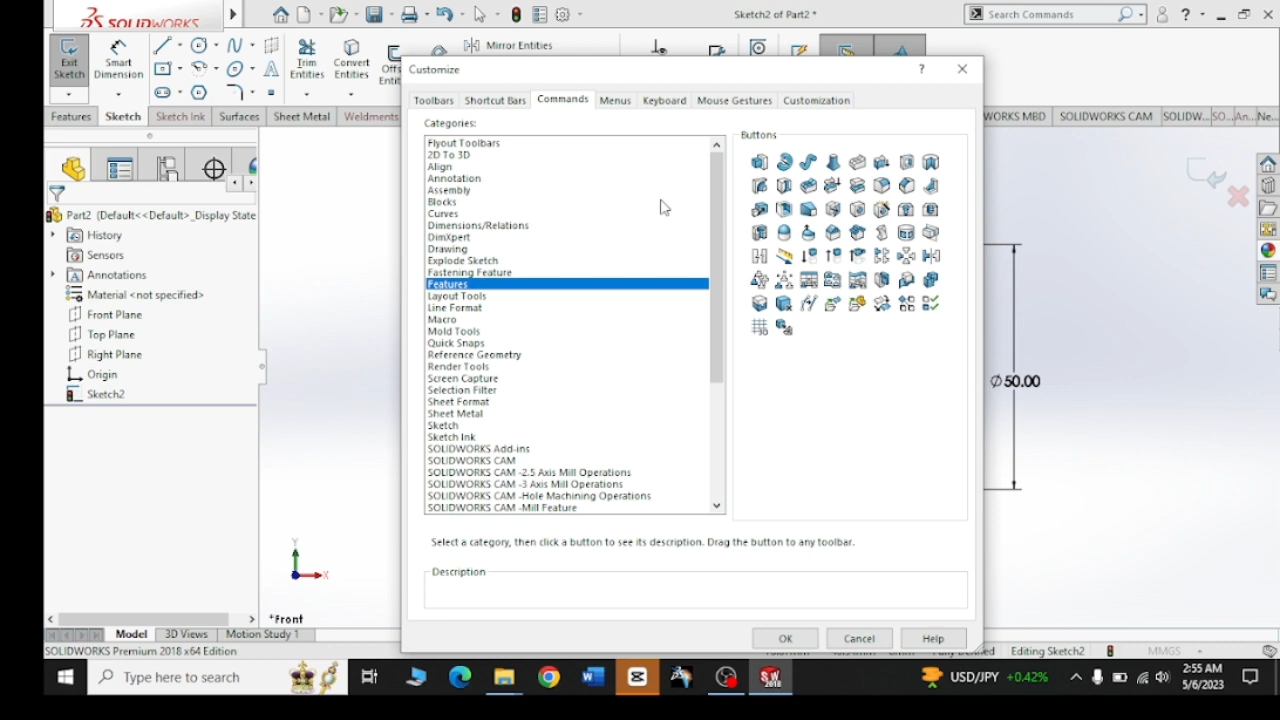 SOLIDWORKS
Sketch2 of Part2 *
Search Commands
?
Exit Sketch
Smart Dimension
Trim Entities
Convert Entities
Mirror Entities
Features
Sketch
Sketch Ink
Surfaces
Sheet Metal
Weldments
WORKS MBD
SOLIDWORKS CAM
SOLIDW...
SO...
An...
Ne...
Part2 (Default<<Default>_Display State
History
Sensors
Annotations
Material <not specified>
Front Plane
Top Plane
Right Plane
Origin
Sketch2
Customize
?
Toolbars
Shortcut Bars
Commands
Menus
Keyboard
Mouse Gestures
Customization
Categories:
Flyout Toolbars
2D To 3D
Align
Annotation
Assembly
Blocks
Curves
Dimensions/Relations
DimXpert
Drawing
Explode Sketch
Fastening Feature
Features
Layout Tools
Line Format
Macro
Mold Tools
Quick Snaps
Reference Geometry
Render Tools
Screen Capture
Selection Filter
Sheet Format
Sheet Metal
Sketch
Sketch Ink
SOLIDWORKS Add-ins
SOLIDWORKS CAM
SOLIDWORKS CAM -2.5 Axis Mill Operations
SOLIDWORKS CAM -3 Axis Mill Operations
SOLIDWORKS CAM -Hole Machining Operations
SOLIDWORKS CAM -Mill Feature
Buttons
Select a category, then click a button to see its description. Drag the button to any toolbar.
Description
OK
Cancel
Help
∅50.00
Y
X
*Front
Model
3D Views
Motion Study 1
SOLIDWORKS Premium 2018 x64 Edition
Editing Sketch2
MMGS
Type here to search
USD/JPY +0.42%
2:55 AM
5/6/2023